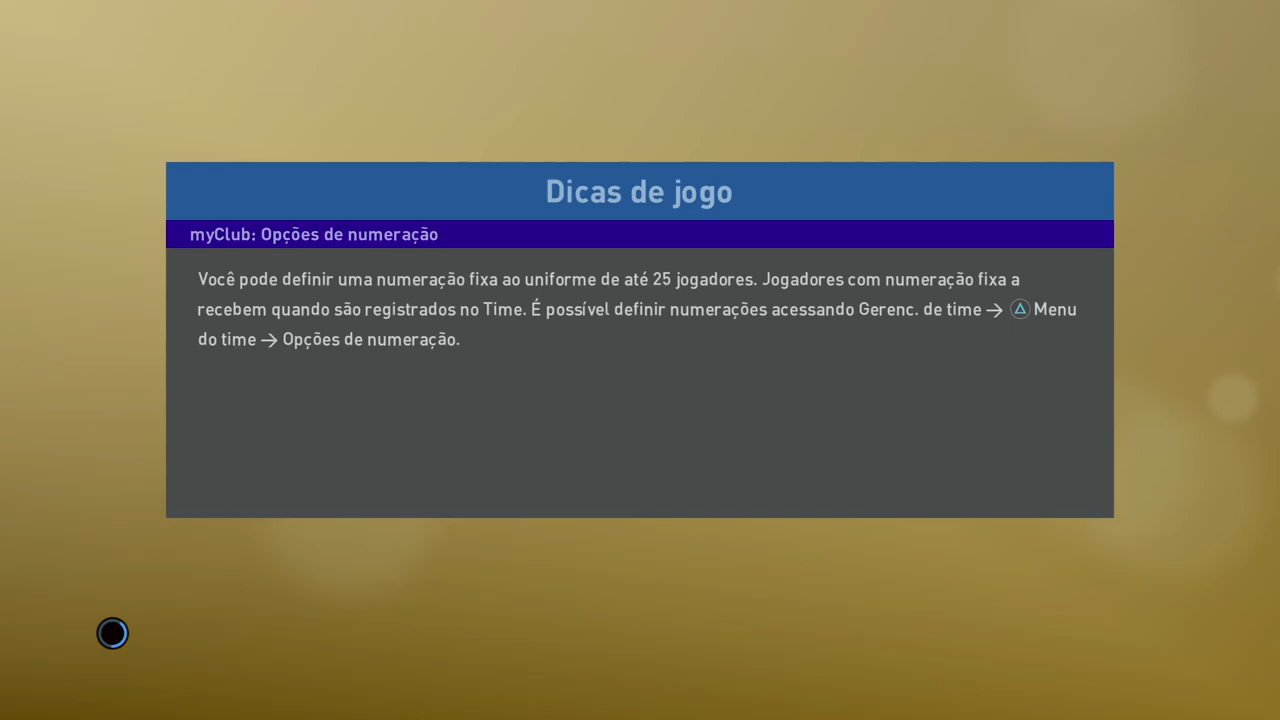 Dicas de jogo
myClub: Opções de numeração
Você pode definir uma numeração fixa ao uniforme de até 25 jogadores. Jogadores com numeração fixa a
recebem quando são registrados no Time. É possível definir numerações acessando Gerenc. de time → △ Menu
do time → Opções de numeração.